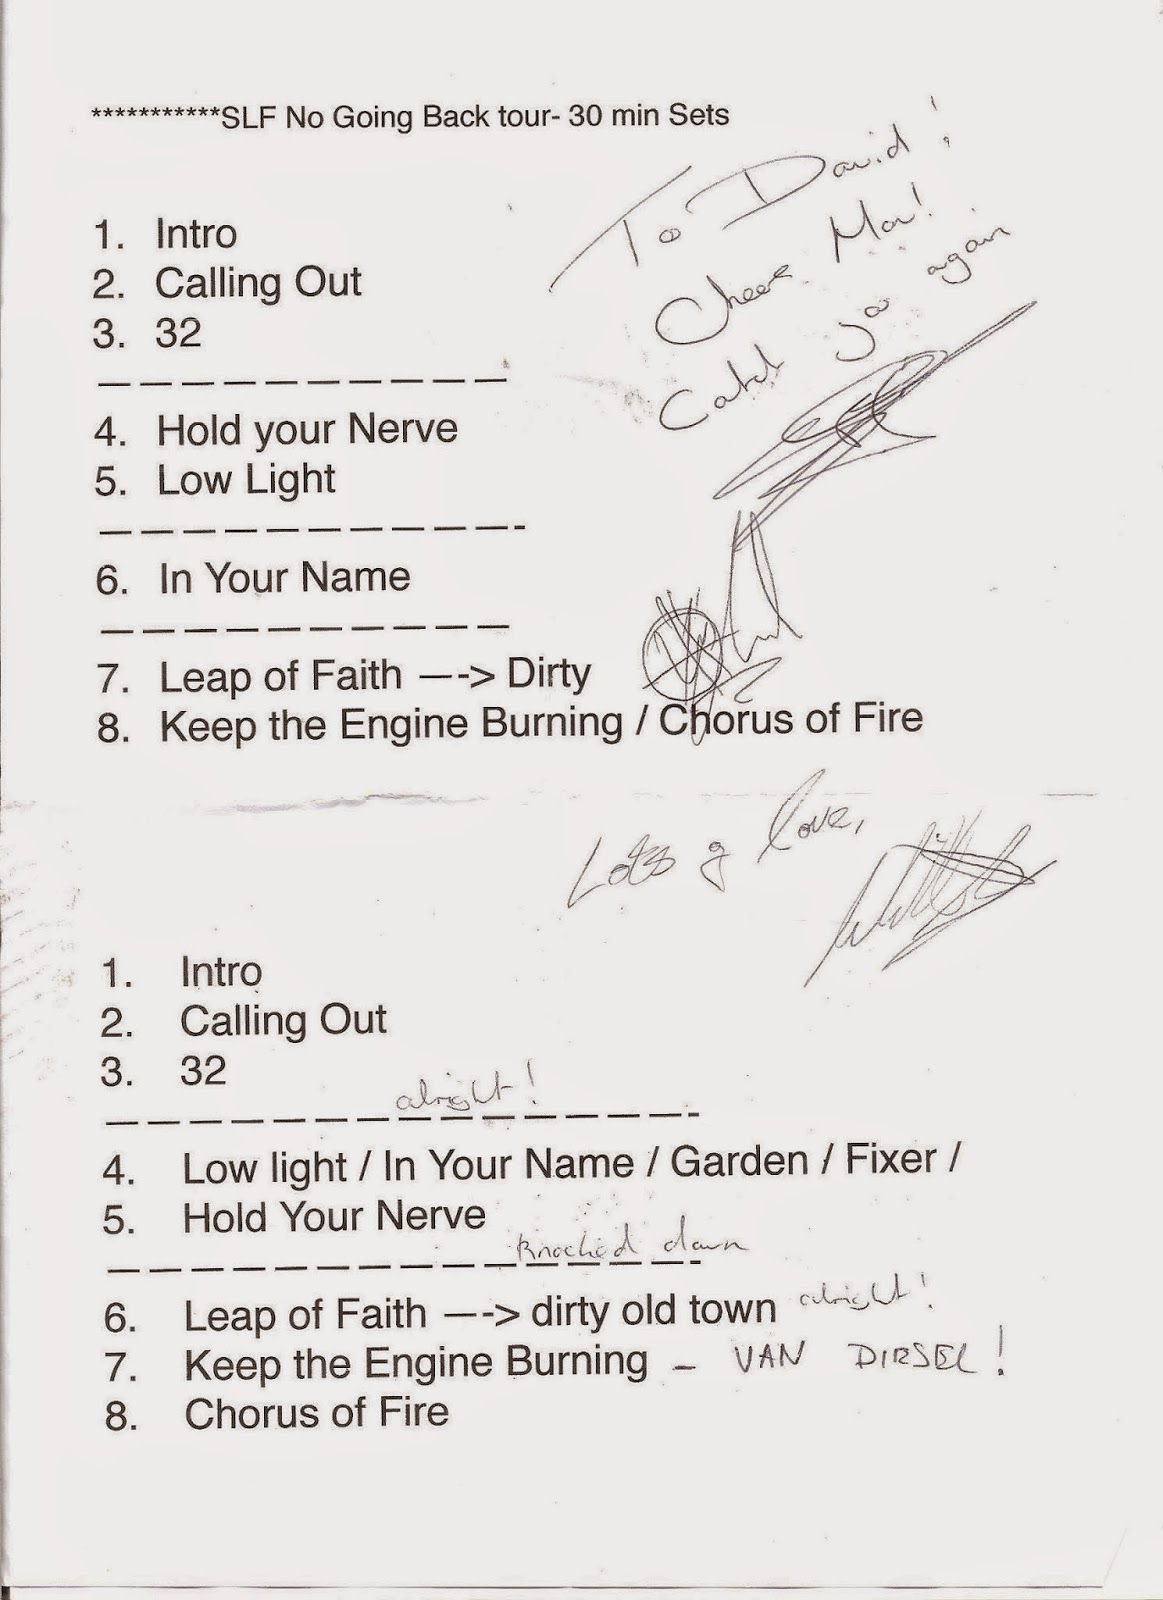 ***********SLF No Going Back tour- 30 min Sets
To David!
Cheers Man!
Catch you again
1. Intro
2. Calling Out
3. 32
— — — — — — — — — — —
4. Hold your Nerve
5. Low Light
— — — — — — — — — — — -
6. In Your Name
— — — — — — — — — — —
7. Leap of Faith —-> Dirty
8. Keep the Engine Burning / Chorus of Fire
Lots of love,
1. Intro
2. Calling Out
3. 32
alright!
— — — — — — — — — — — — — — -
4. Low light / In Your Name / Garden / Fixer /
5. Hold Your Nerve
Knocked down
— — — — — — — — — — — — — — -
6. Leap of Faith —-> dirty old town alright!
7. Keep the Engine Burning - VAN DIESEL!
8. Chorus of Fire